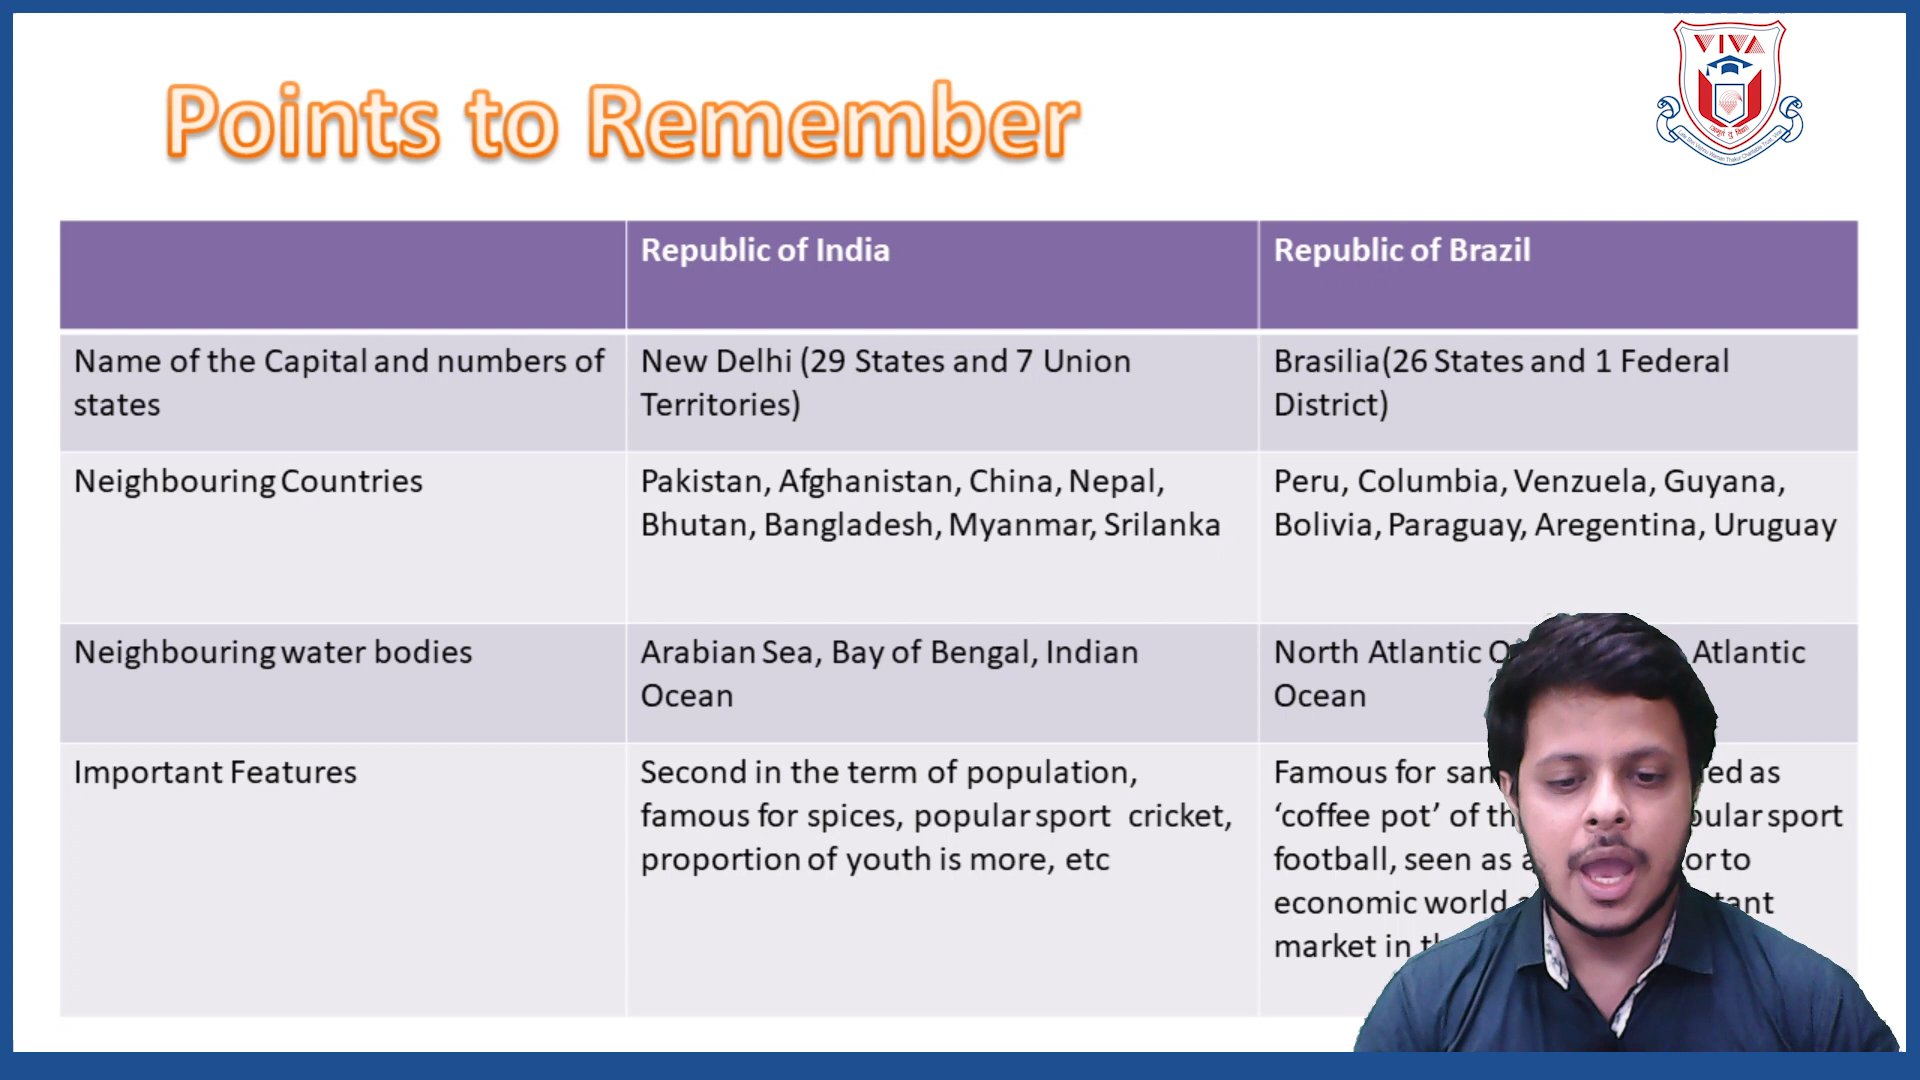 VIVA
Points to Remember
Republic of India
Republic of Brazil
Name of the Capital and numbers of
states
New Delhi (29 States and 7 Union
Territories)
Brasilia(26 States and 1 Federal
District)
Neighbouring Countries
Pakistan, Afghanistan, China, Nepal,
Bhutan, Bangladesh, Myanmar, Srilanka
Peru, Columbia, Venzuela, Guyana,
Bolivia, Paraguay, Aregentina, Uruguay
Neighbouring water bodies
Arabian Sea, Bay of Bengal, Indian
Ocean
North Atlantic Atlantic
Ocean
Important Features
Second in the term of population,
famous for spices, popular sport cricket,
proportion of youth is more, etc
Famous for as
‘coffee pot’ of sport
football, seen as to
economic world
market in